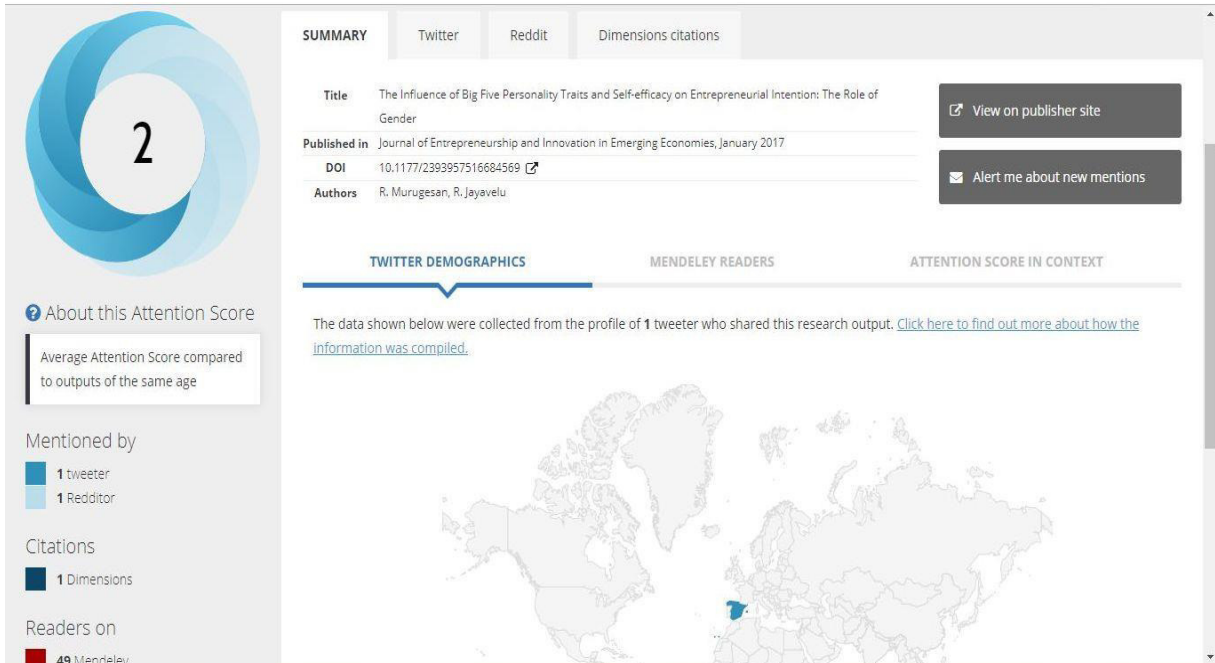 SUMMARY
Twitter
Reddit
Dimensions citations
2
Title
The Influence of Big Five Personality Traits and Self-efficacy on Entrepreneurial Intention: The Role of
Gender
Published in
Journal of Entrepreneurship and Innovation in Emerging Economies, January 2017
DOI
10.1177/2393957516684569
Authors
R. Murugesan, R. Jayavelu
View on publisher site
Alert me about new mentions
About this Attention Score
Average Attention Score compared
to outputs of the same age
Mentioned by
1 tweeter
1 Redditor
Citations
1 Dimensions
Readers on
49 Mendeley
TWITTER DEMOGRAPHICS
MENDELEY READERS
ATTENTION SCORE IN CONTEXT
The data shown below were collected from the profile of 1 tweeter who shared this research output. Click here to find out more about how the
information was compiled.